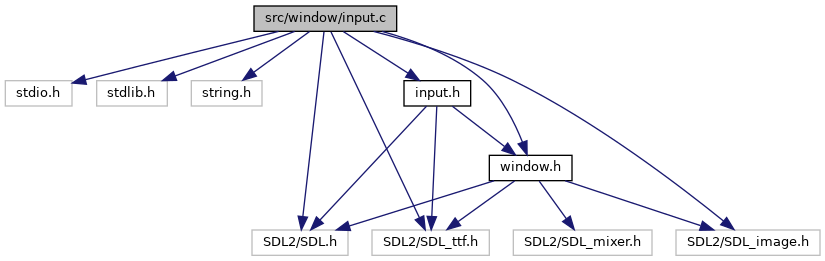 src/window/input.c
stdio.h
stdlib.h
string.h
input.h
window.h
SDL2/SDL.h
SDL2/SDL_ttf.h
SDL2/SDL_mixer.h
SDL2/SDL_image.h